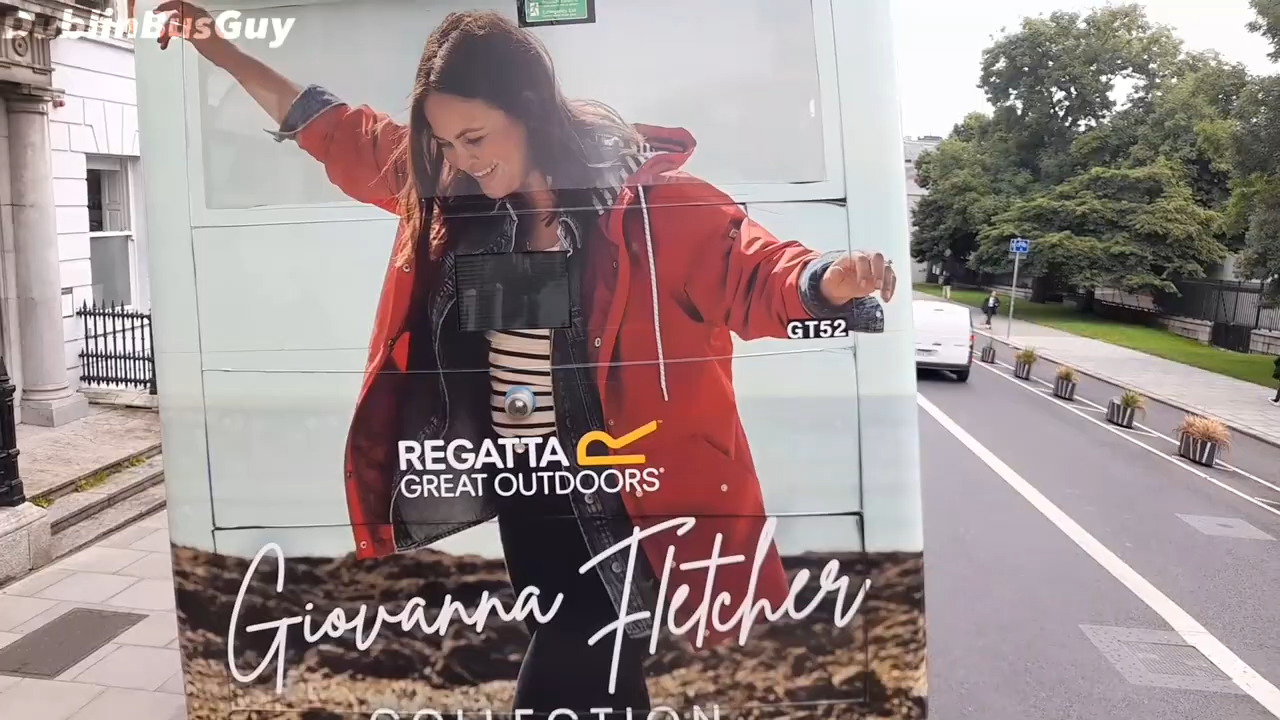 DublinBusGuy
GT52
REGATTA
GREAT OUTDOORS
Giovanna Fletcher
COLLECTION